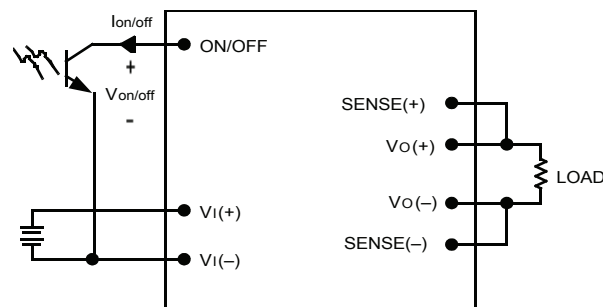 Ion/off
ON/OFF
+
Von/off
-
SENSE(+)
VO(+)
LOAD
VO(–)
VI(+)
SENSE(–)
VI(–)